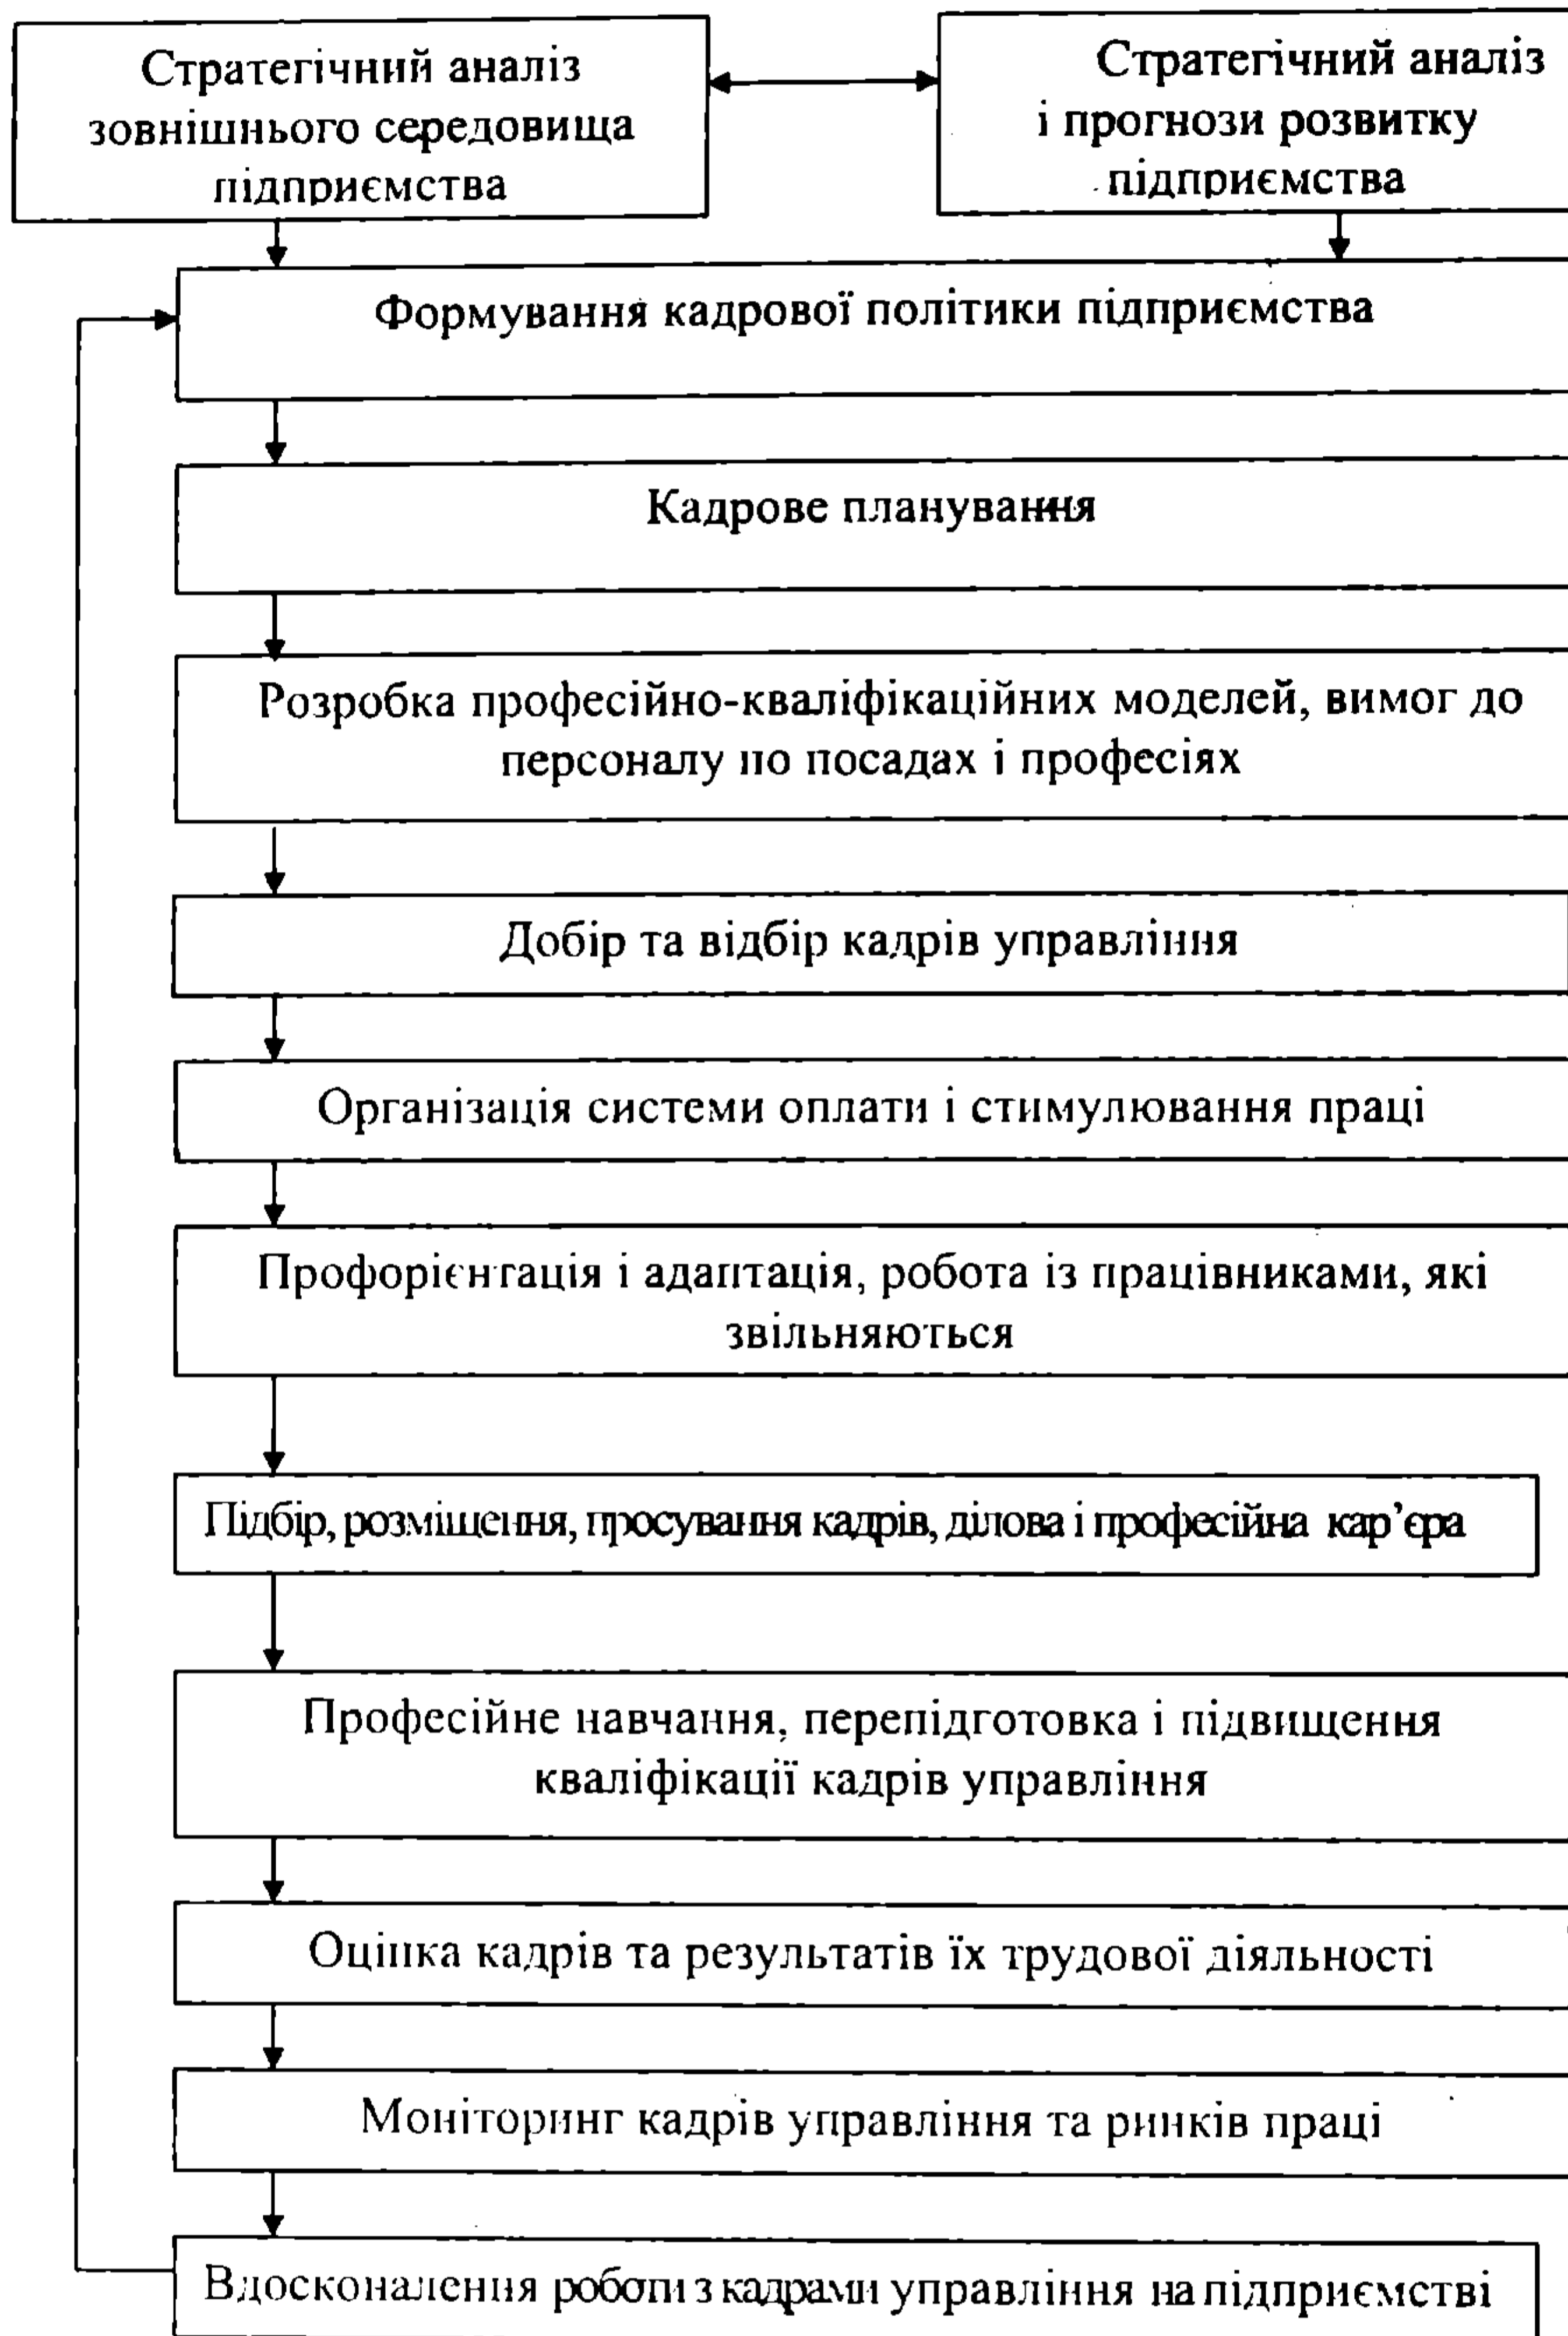 Стратегічний аналіз
зовнішнього середовища
підприємства
Стратегічний аналіз
і прогнози розвитку
підприємства
Формування кадрової політики підприємства
Кадрове планування
Розробка професійно-кваліфікаційних моделей, вимог до
персоналу по посадах і професіях
Добір та відбір кадрів управління
Організація системи оплати і стимулювання праці
Профорієнтація і адаптація, робота із працівниками, які
звільняються
Підбір, розміщення, просування кадрів, ділова і професійна кар’єра
Професійне навчання, перепідготовка і підвищення
кваліфікації кадрів управління
Оцінка кадрів та результатів їх трудової діяльності
Моніторинг кадрів управління та ринків праці
Вдосконалення роботи з кадрами управління на підприємстві